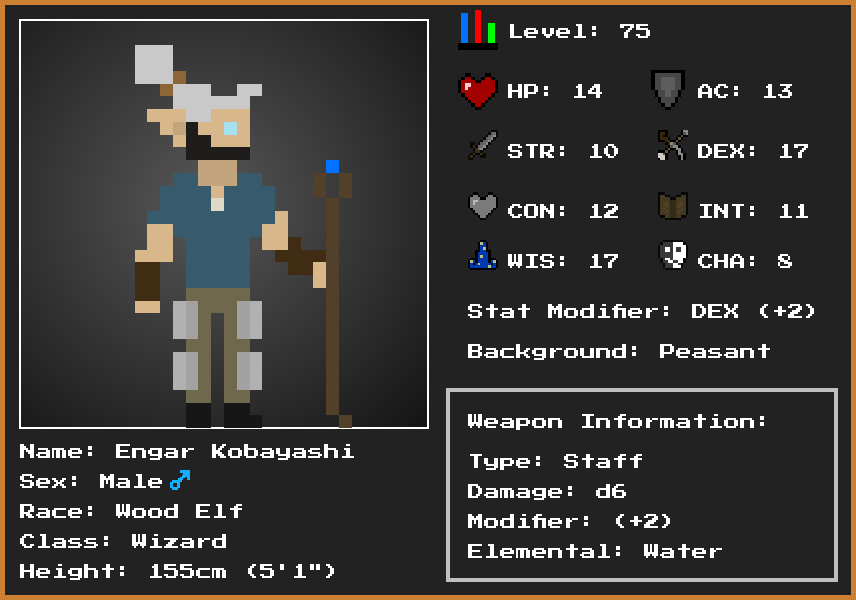 Level: 75
HP: 14
AC: 13
STR: 10
DEX: 17
CON: 12
INT: 11
WIS: 17
CHA: 8
Stat Modifier: DEX (+2)
Background: Peasant
Weapon Information:
Type: Staff
Damage: d6
Modifier: (+2)
Elemental: Water
Name: Engar Kobayashi
Sex: Male♂
Race: Wood Elf
Class: Wizard
Height: 155cm (5'1")